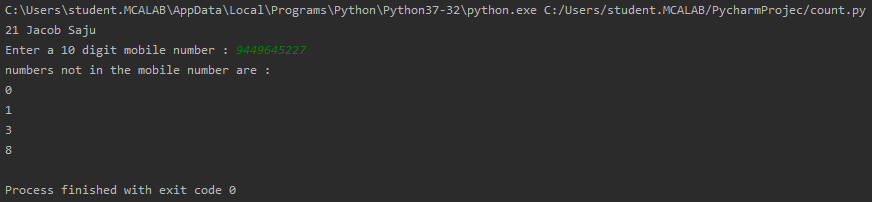 C:\Users\student.MCALAB\AppData\Local\Programs\Python\Python37-32\python.exe C:/Users/student.MCALAB/PycharmProjec/count.py
21 Jacob Saju
Enter a 10 digit mobile number : 9449645227
numbers not in the mobile number are :
0
1
3
8
Process finished with exit code 0